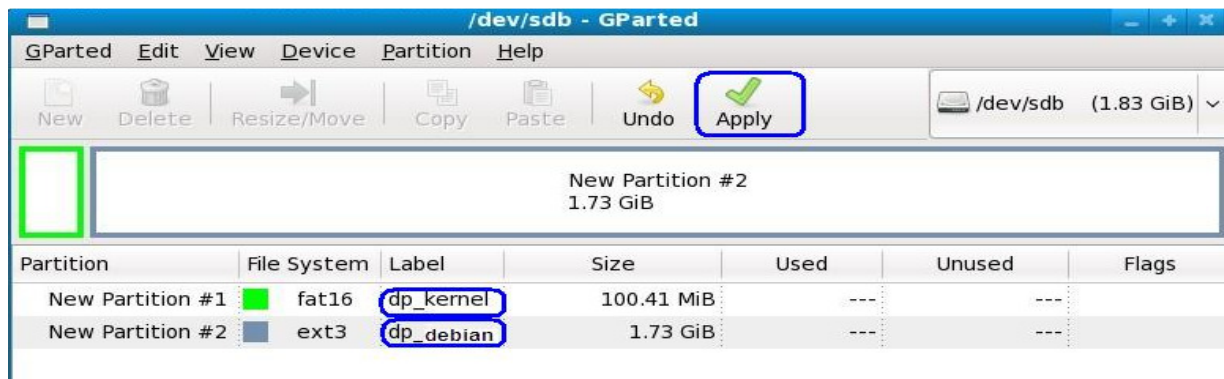 /dev/sdb - GParted
GParted Edit View Device Partition Help
New Delete Resize/Move Copy Paste Undo Apply /dev/sdb (1.83 GiB)
New Partition #2
1.73 GiB
Partition File System Label Size Used Unused Flags
New Partition #1 fat16 dp_kernel 100.41 MiB --- ---
New Partition #2 ext3 dp_debian 1.73 GiB --- ---